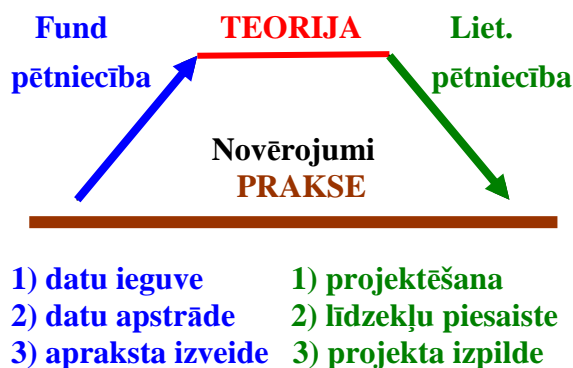 Fund TEORIJA Liet.
pētniecība pētniecība
Novērojumi
PRAKSE
1) datu ieguve 1) projektēšana
2) datu apstrāde 2) līdzekļu piesaiste
3) apraksta izveide 3) projekta izpilde